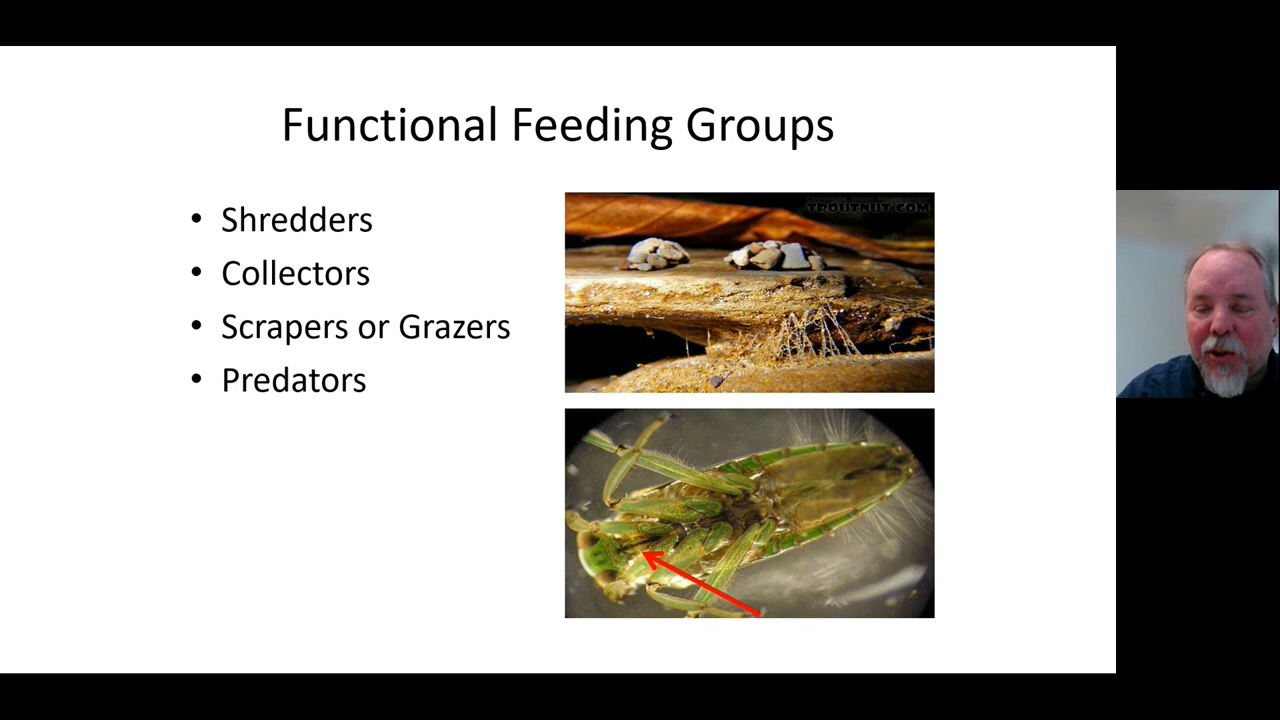 Functional Feeding Groups
• Shredders
• Collectors
• Scrapers or Grazers
• Predators
TROUTNUT.COM